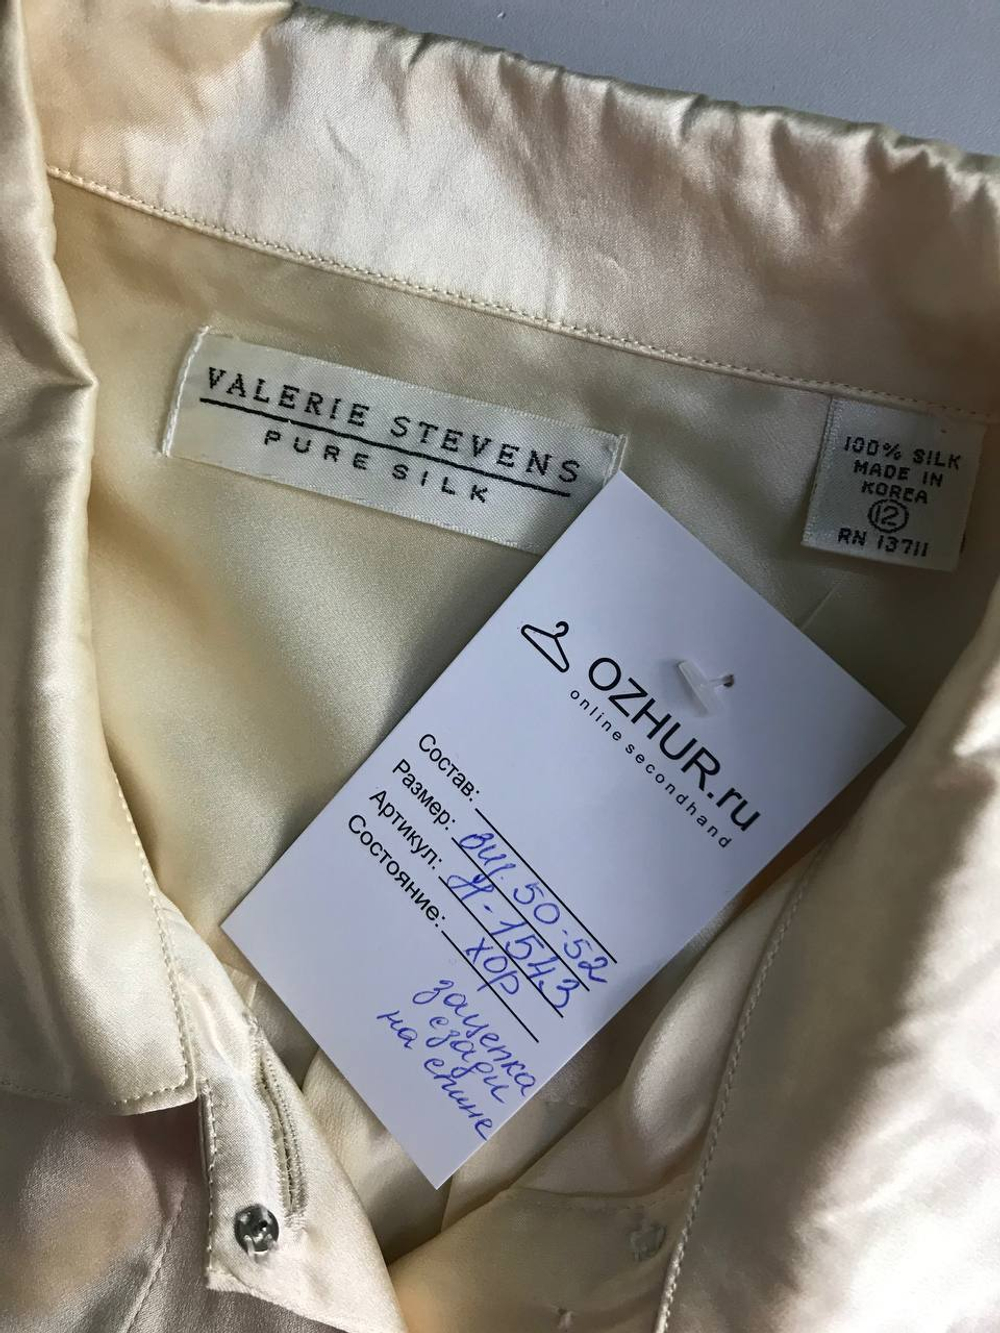 VALERIE STEVENS
PURE SILK
100% SILK
MADE IN
KOREA
12
RN 13711
OZHUR.ru
online secondhand
Состав:
Размер: 50-52
Артикул: У-1543
Состояние: хор
зацепка
сзади
на спине